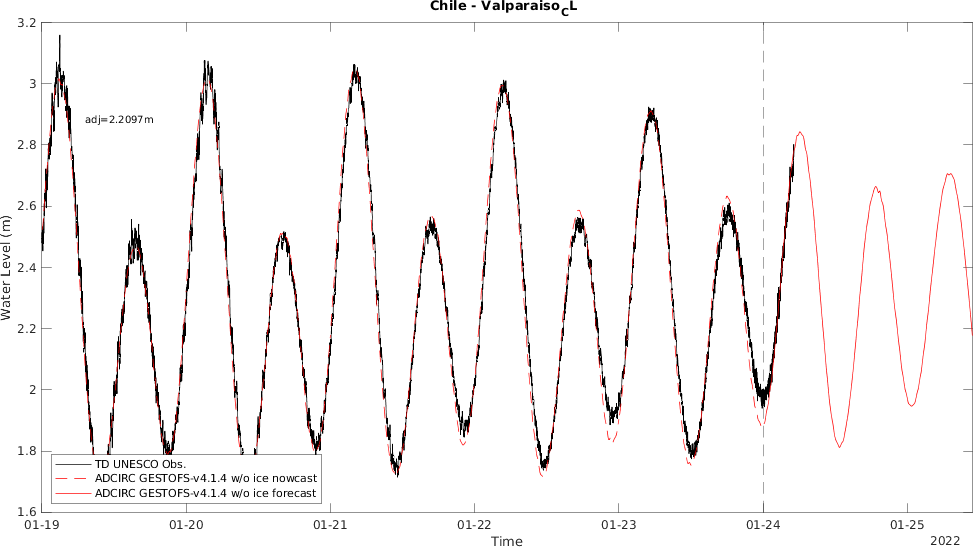 Chile - Valparaiso_CL
3.2
3
2.8
2.6
2.4
2.2
2
1.8
1.6
Water Level (m)
adj=2.2097m
TD UNESCO Obs.
ADCIRC GESTOFS-v4.1.4 w/o ice nowcast
ADCIRC GESTOFS-v4.1.4 w/o ice forecast
01-19 01-20 01-21 01-22 01-23 01-24 01-25
Time
2022